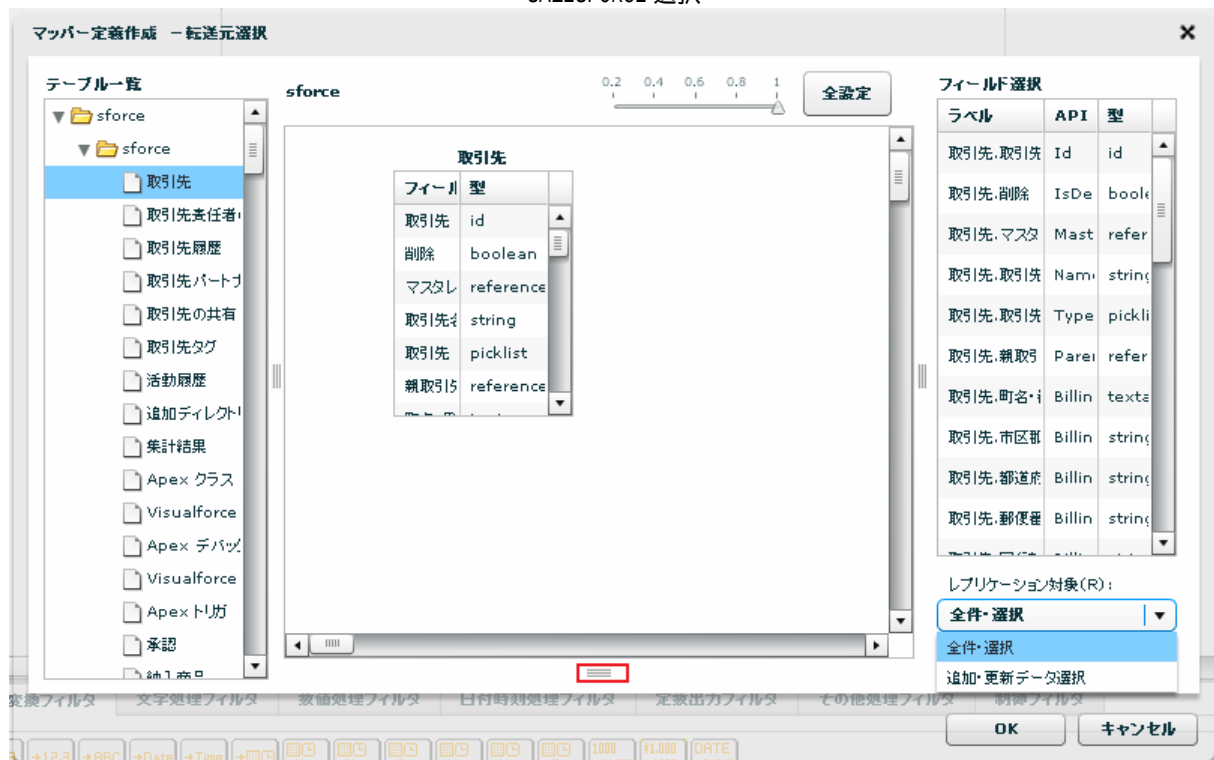 マッパー定義作成 －転送元選択
テーブル一覧
sforce
sforce
取引先
取引先責任者
取引先履歴
取引先パートナ
取引先の共有
取引先タグ
活動履歴
追加ディレクトリ
集計結果
Apex クラス
Visualforce
Apex デバッグ
Visualforce
Apex トリガ
承認
納入商品
sforce
0.2 0.4 0.6 0.8 1
全設定
取引先
フィール 型
取引先 id
削除 boolean
マスタレ reference
取引先名 string
取引先 picklist
親取引先 reference
フィールド選択
ラベル API 型
取引先.取引先 Id id
取引先.削除 IsDe boole
取引先.マスタ Mast refer
取引先.取引先 Nam string
取引先.取引先 Type pickli
取引先.親取引 Pare refer
取引先.町名・ Billin texta
取引先.市区郡 Billin string
取引先.都道府 Billin string
取引先.郵便番 Billin string
レプリケーション対象(R):
全件・選択
全件・選択
追加・更新データ選択
変換フィルタ 文字処理フィルタ 数値処理フィルタ 日付時刻処理フィルタ 定数出力フィルタ その他処理フィルタ 制御フィルタ
OK キャンセル
→12.3 →ABC →Date →Time 1000 ¥1,000 DATE